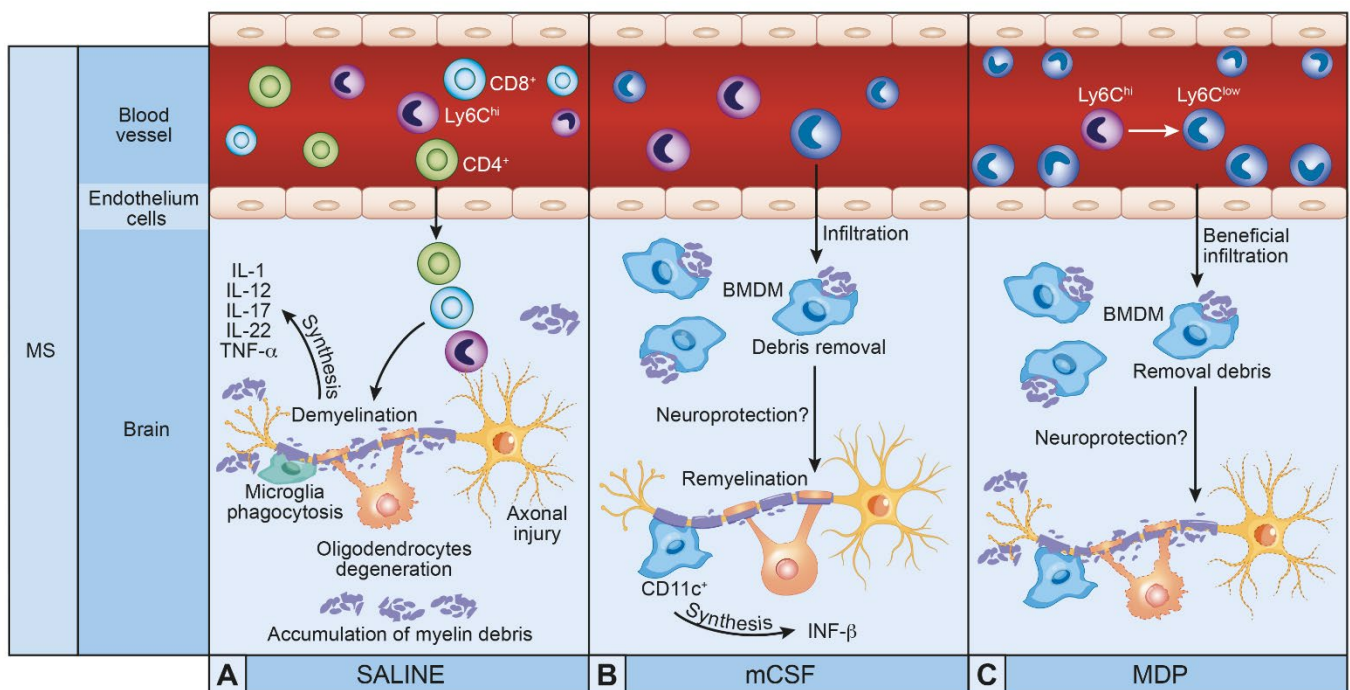 MS
Blood
vessel
Endothelium
cells
Brain
CD8⁺
Ly6Cʰⁱ
CD4⁺
IL-1
IL-12
IL-17
IL-22
TNF-α
Synthesis
Demyelination
Microglia
phagocytosis
Axonal
injury
Oligodendrocytes
degeneration
Accumulation of myelin debris
A
SALINE
Infiltration
BMDM
Debris removal
Neuroprotection?
Remyelination
CD11c⁺
Synthesis
INF-β
B
mCSF
Ly6Cʰⁱ
Ly6Cˡᵒʷ
Beneficial
infiltration
BMDM
Removal debris
Neuroprotection?
C
MDP